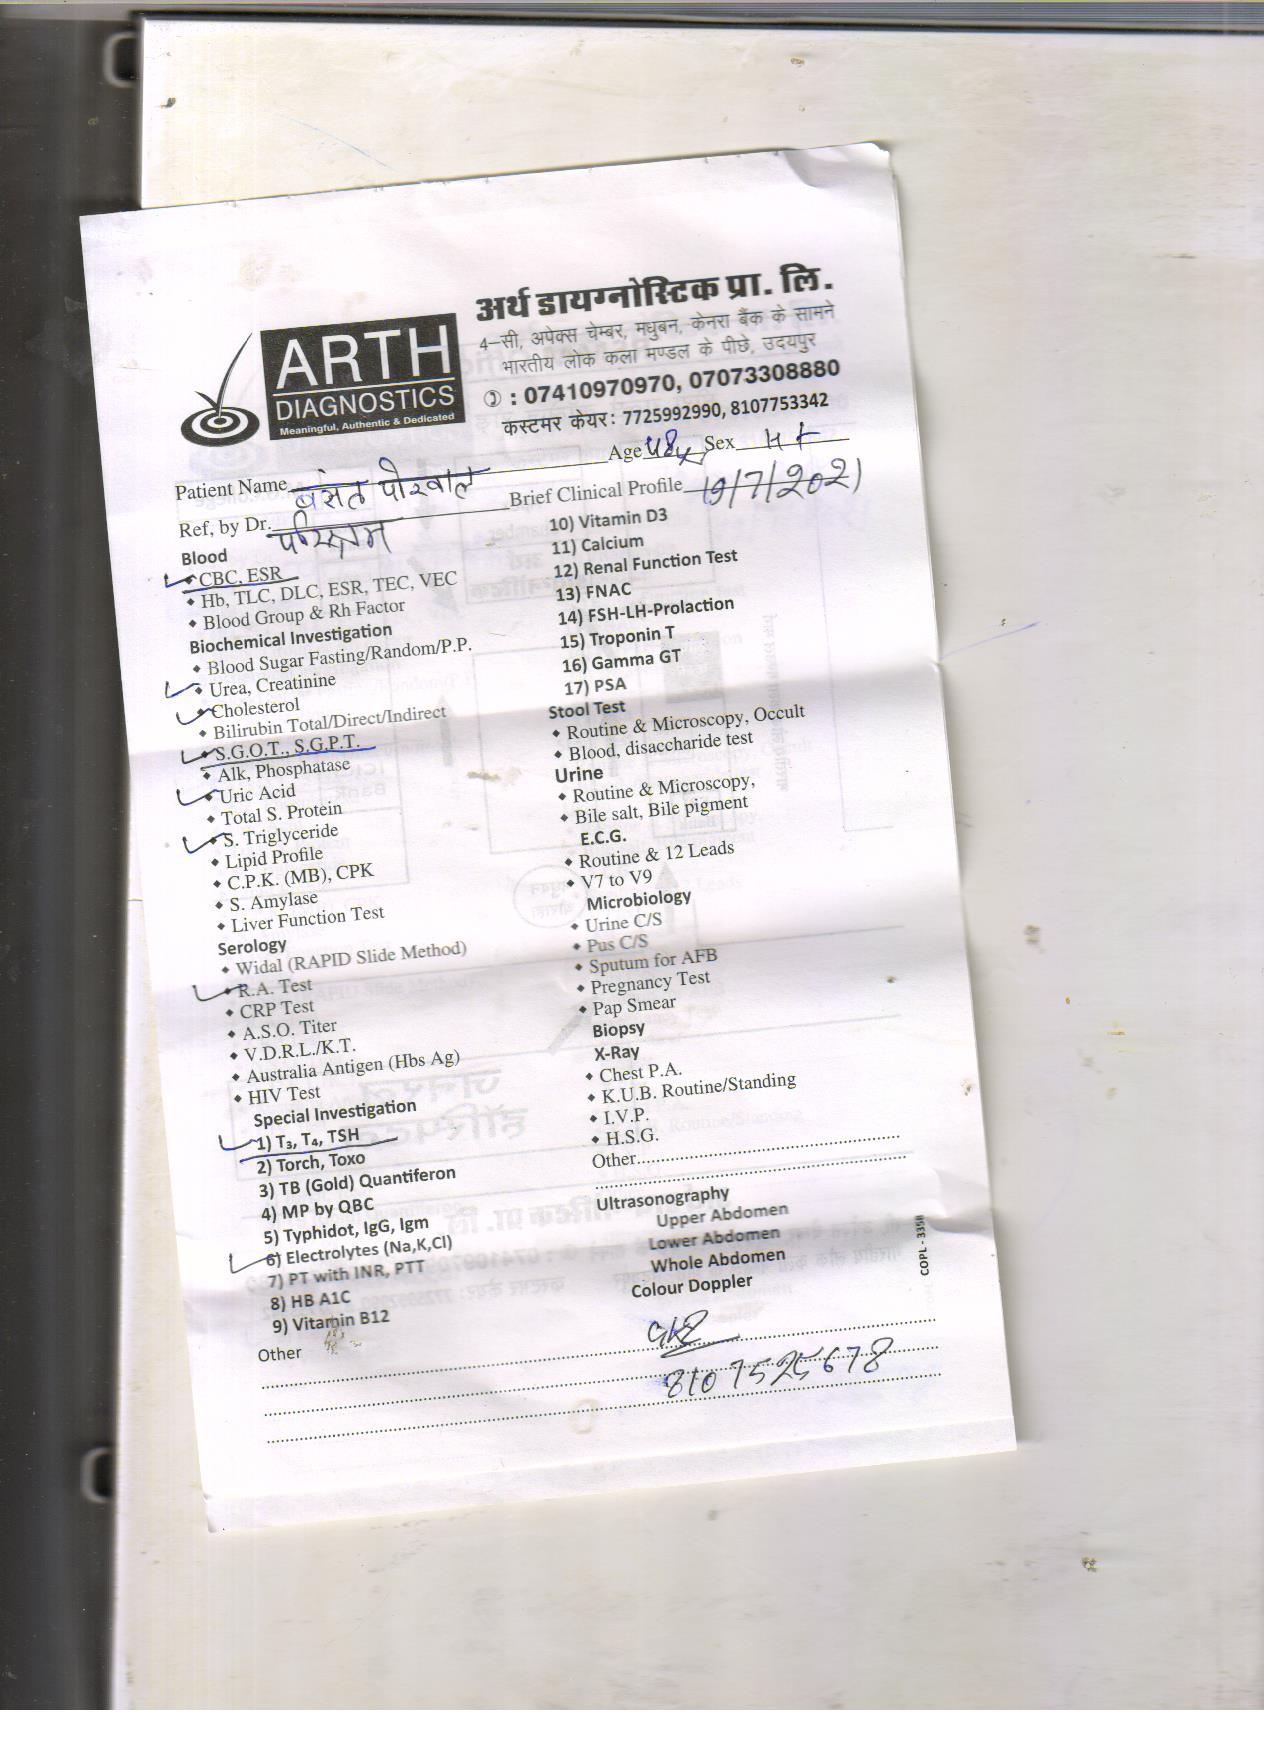 अर्थ डायग्नोस्टिक प्रा. लि.
4–सी, अपेक्स चेम्बर, मधुबन, केनरा बैंक के सामने
भारतीय लोक कला मण्डल के पीछे, उदयपुर
: 07410970970, 07073308880
कस्टमर केयर: 7725992990, 8107753342
ARTH
DIAGNOSTICS
Meaningful, Authentic & Dedicated
Patient Name बसंत पोरवाल Age 48 Sex
Ref, by Dr. Brief Clinical Profile 19/7/2021
Blood
CBC, ESR
Hb, TLC, DLC, ESR, TEC, VEC
Blood Group & Rh Factor
Biochemical Investigation
Blood Sugar Fasting/Random/P.P.
Urea, Creatinine
Cholesterol
Bilirubin Total/Direct/Indirect
S.G.O.T., S.G.P.T.
Alk, Phosphatase
Uric Acid
Total S. Protein
S. Triglyceride
Lipid Profile
C.P.K. (MB), CPK
S. Amylase
Liver Function Test
Serology
Widal (RAPID Slide Method)
R.A. Test
CRP Test
A.S.O. Titer
V.D.R.L./K.T.
Australia Antigen (Hbs Ag)
HIV Test
Special Investigation
1) T₃, T₄, TSH
2) Torch, Toxo
3) TB (Gold) Quantiferon
4) MP by QBC
5) Typhidot, IgG, Igm
6) Electrolytes (Na,K,Cl)
7) PT with INR, PTT
8) HB A1C
9) Vitamin B12
Other
10) Vitamin D3
11) Calcium
12) Renal Function Test
13) FNAC
14) FSH-LH-Prolaction
15) Troponin T
16) Gamma GT
17) PSA
Stool Test
Routine & Microscopy, Occult
Blood, disaccharide test
Urine
Routine & Microscopy,
Bile salt, Bile pigment
E.C.G.
Routine & 12 Leads
V7 to V9
Microbiology
Urine C/S
Pus C/S
Sputum for AFB
Pregnancy Test
Pap Smear
Biopsy
X-Ray
Chest P.A.
K.U.B. Routine/Standing
I.V.P.
H.S.G.
Other
Ultrasonography
Upper Abdomen
Lower Abdomen
Whole Abdomen
Colour Doppler
COPL - 3358
8107525678